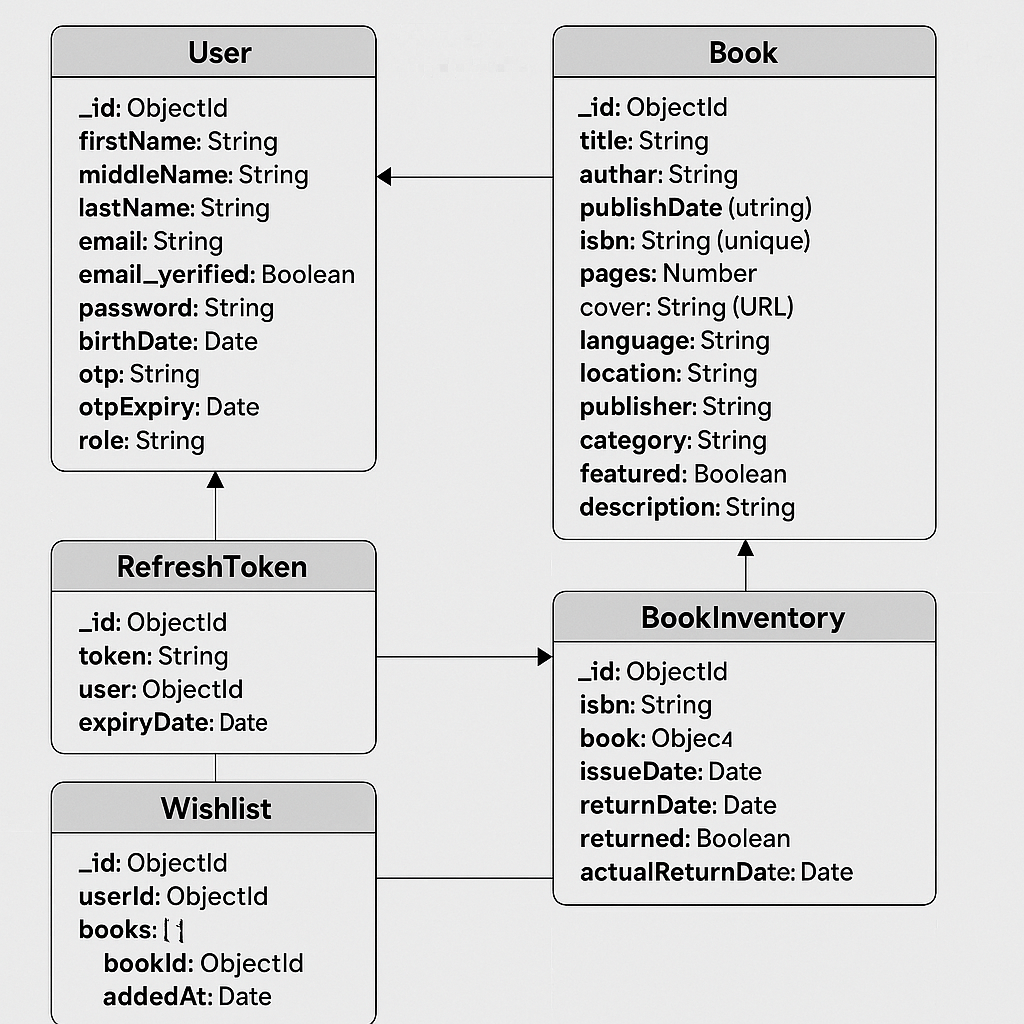 User
_id: ObjectId
firstName: String
middleName: String
lastName: String
email: String
email_yerified: Boolean
password: String
birthDate: Date
otp: String
otpExpiry: Date
role: String
Book
_id: ObjectId
title: String
authar: String
publishDate (utring)
isbn: String (unique)
pages: Number
cover: String (URL)
language: String
location: String
publisher: String
category: String
featured: Boolean
description: String
RefreshToken
_id: ObjectId
token: String
user: ObjectId
expiryDate: Date
BookInventory
_id: ObjectId
isbn: String
book: Objec4
issueDate: Date
returnDate: Date
returned: Boolean
actualReturnDate: Date
Wishlist
_id: ObjectId
userId: ObjectId
books:
bookId: ObjectId
addedAt: Date